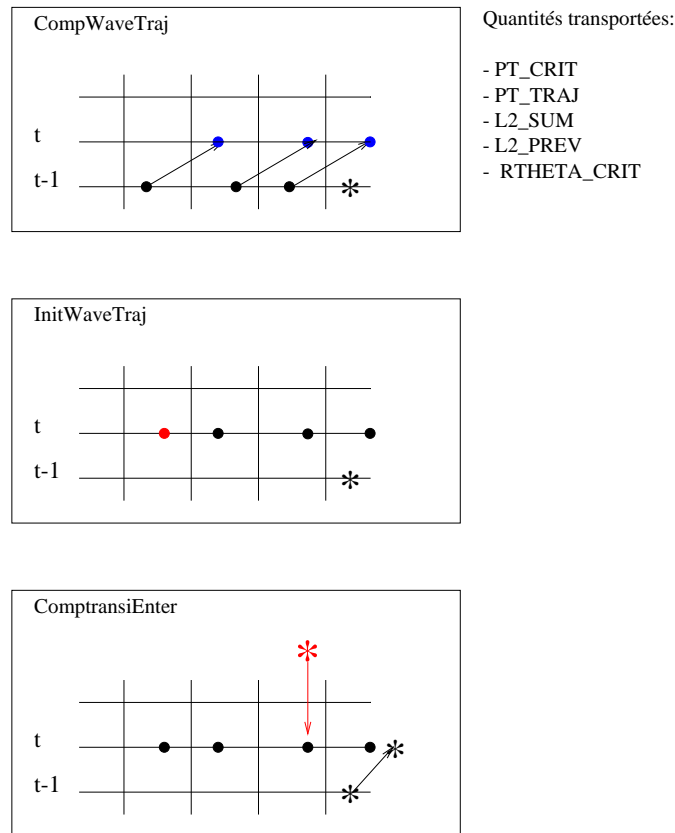 CompWaveTraj
t
t-1
*
Quantités transportées:
- PT_CRIT
- PT_TRAJ
- L2_SUM
- L2_PREV
- RTHETA_CRIT
InitWaveTraj
t
t-1
*
ComptransiEnter
*
t
*
t-1
*